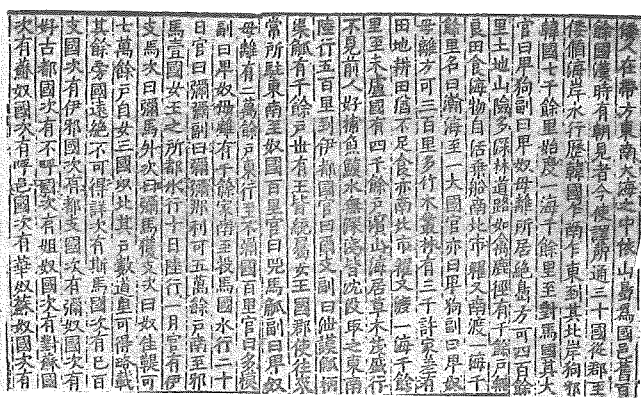 倭人在帶方東南大海之中依山島爲國邑舊百
餘國漢時有朝見者今使譯所通三十國從郡至
倭循海岸水行歷韓國乍南乍東到其北岸狗邪
韓國七千餘里始度一海千餘里至對馬國其大
官曰卑狗副曰卑奴母離所居絶島方可四百餘
里土地山險多深林道路如禽鹿徑有千餘戶無
良田食海物自活乗船南北市糴又南渡一海千
餘里名曰瀚海至一大國官亦曰卑狗副曰卑奴
母離方可三百里多竹木叢林有三千許家差有
田地耕田猶不足食亦南北市糴又渡一海千餘
里至末盧國有四千餘戶濱山海居草木茂盛行
不見前人好捕魚鰒水無深淺皆沈沒取之東南
陸行五百里到伊都國官曰爾支副曰泄謨觚柄
渠觚有千餘戶世有王皆統屬女王國郡使往來
常所駐東南至奴國百里官曰兕馬觚副曰卑奴
母離有二萬餘戶東行至不彌國百里官曰多模
副曰卑奴母離有千餘家南至投馬國水行二十
日官曰彌彌副曰彌彌那利可五萬餘戶南至邪
馬壹國女王之所都水行十日陸行一月官有伊
支馬次曰彌馬升次曰彌馬獲支次曰奴佳鞮可
七萬餘戶自女王國以北其戶數道里可得略載
其餘旁國遠絶不可得詳次有斯馬國次有已百
支國次有伊邪國次有都支國次有彌奴國次有
好古都國次有不呼國次有姐奴國次有對蘇國
次有蘇奴國次有呼邑國次有華奴蘇奴國次有